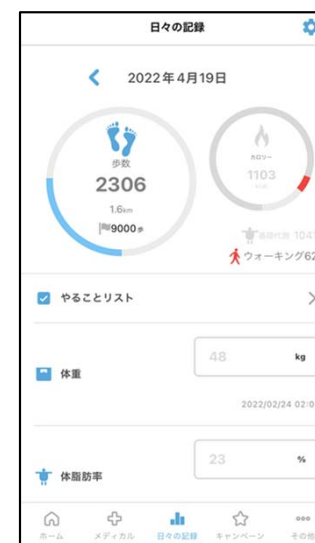 日々の記録
2022年4月19日
歩数
2306
1.6km
9000歩
カロリー
1103
kcal
基礎代謝 1041
ウォーキング62
やることリスト
体重
48 kg
2022/02/24 02:0
体脂肪率
23 %
ホーム
メディカル
日々の記録
キャンペーン
その他